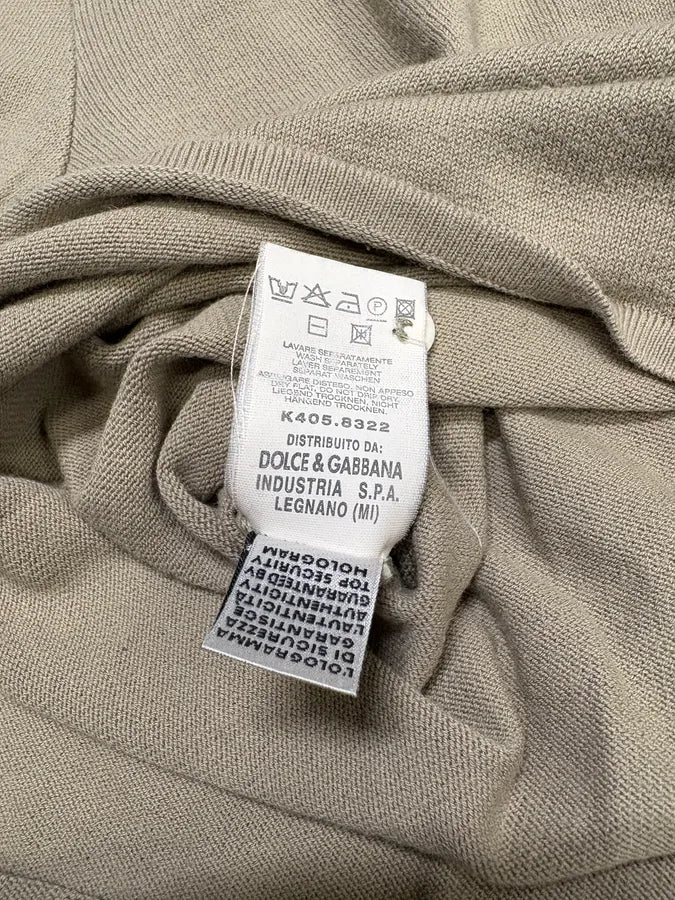 P
LAVARE SEPARATAMENTE
WASH SEPARATELY
LAVER SEPAREMENT
SEPARAT WASCHEN
ASCIUGARE DISTESO, NON APPESO
DRY FLAT, DO NOT DRIP DRY
LIEGEND TROCKNEN, NICHT
HÄNGEND TROCKNEN.
K405.8322
DISTRIBUITO DA:
DOLCE & GABBANA
INDUSTRIA S.P.A.
LEGNANO (MI)
L'OLOGRAMMA
DI SICUREZZA
GARANTISCE
L'AUTENTICITA
AUTHENTICITY
GUARANTEED BY
TOP SECURITY
HOLOGRAM